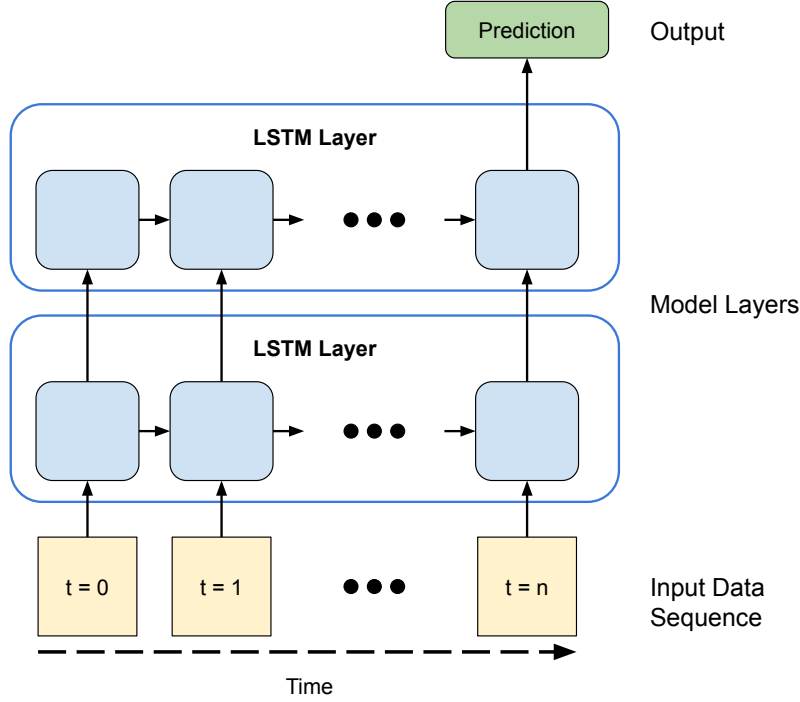 Prediction
Output
LSTM Layer
Model Layers
LSTM Layer
t = 0
t = 1
t = n
Input Data
Sequence
Time